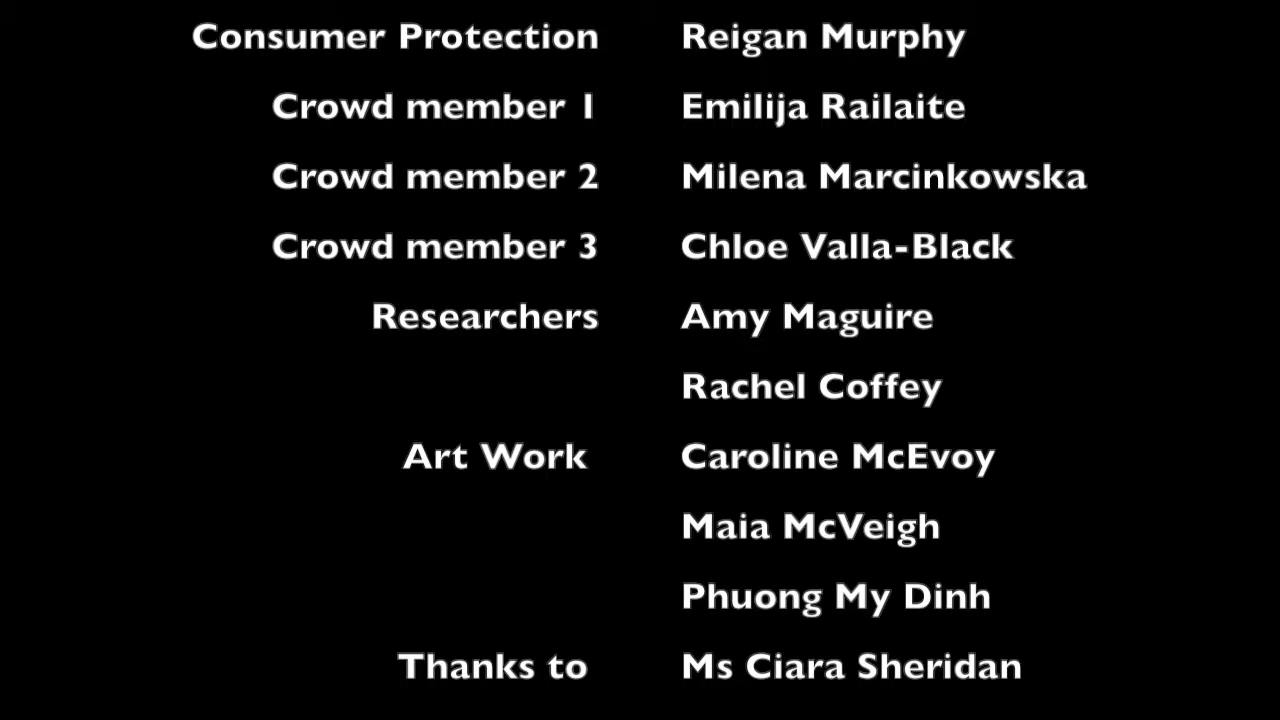 Consumer Protection Reigan Murphy
Crowd member 1 Emilija Railaite
Crowd member 2 Milena Marcinkowska
Crowd member 3 Chloe Valla-Black
Researchers Amy Maguire
Rachel Coffey
Art Work Caroline McEvoy
Maia McVeigh
Phuong My Dinh
Thanks to Ms Ciara Sheridan